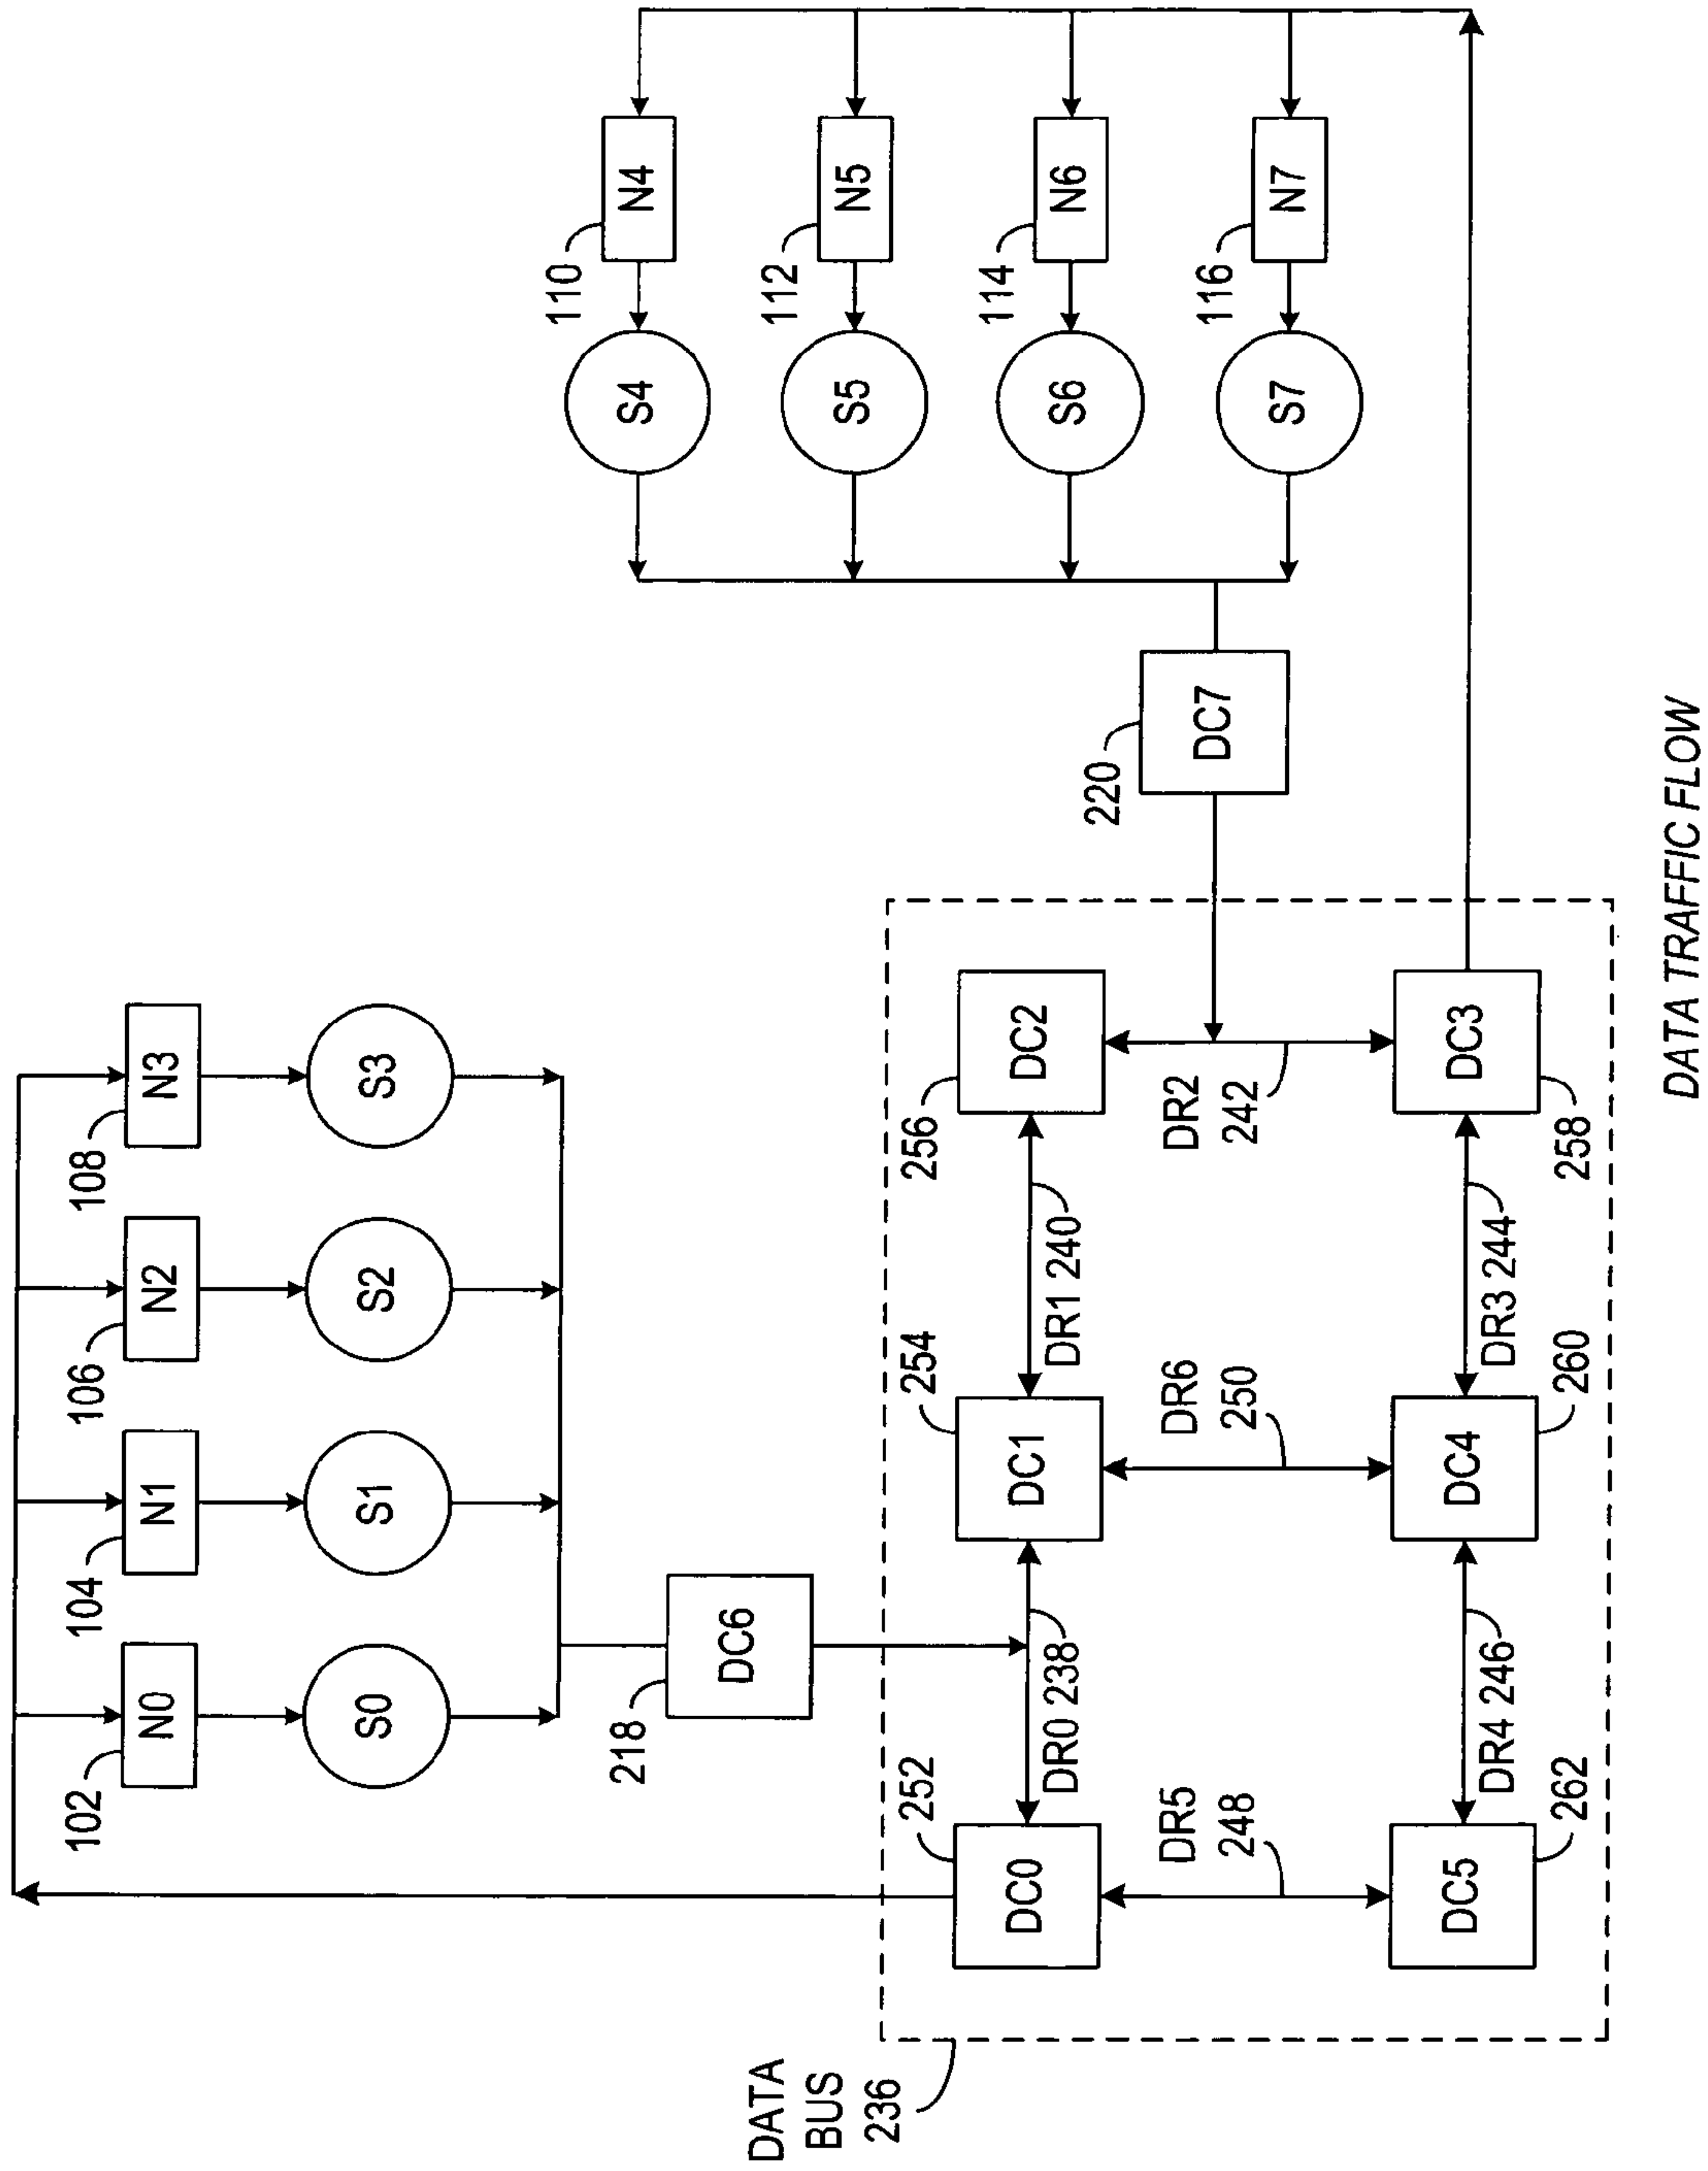 102
104
106
108
N0
N1
N2
N3
S0
S1
S2
S3
110
218
S4
N4
DC6
DATA
BUS
236
112
S5
N5
252
254
256
114
DC0
DC1
DC2
DR0 238
DR1 240
S6
N6
220
DR5
248
DR6
250
DR2
242
DC7
116
S7
N7
DC5
DC4
DC3
DR4 246
DR3 244
262
260
258
DATA TRAFFIC FLOW